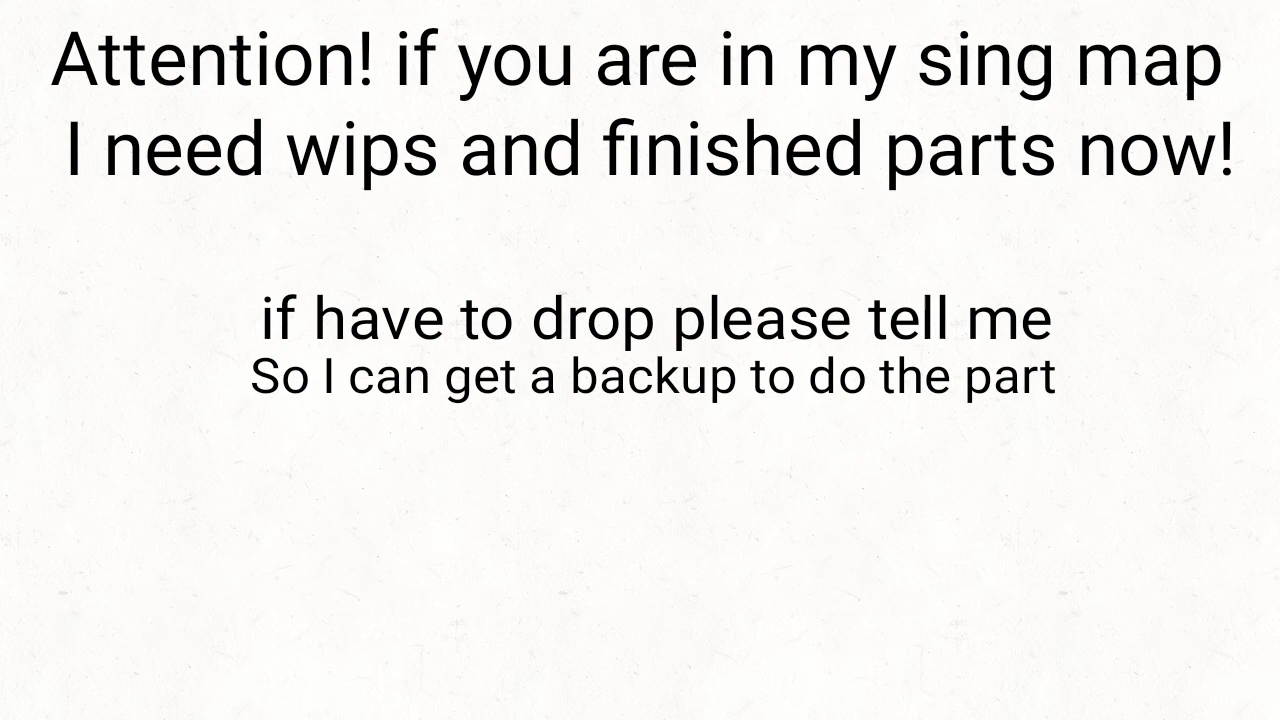 Attention! if you are in my sing map
I need wips and finished parts now!
if have to drop please tell me
So I can get a backup to do the part